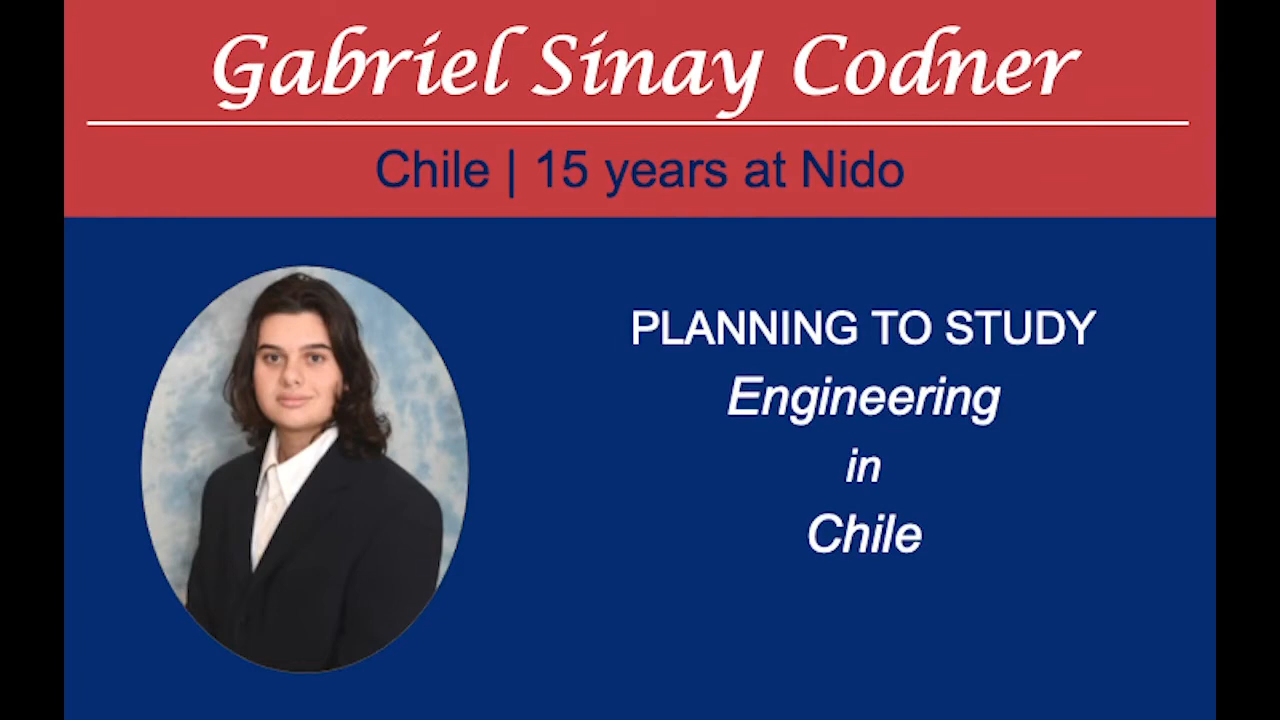 Gabriel Sinay Codner
Chile | 15 years at Nido
PLANNING TO STUDY
Engineering
in
Chile